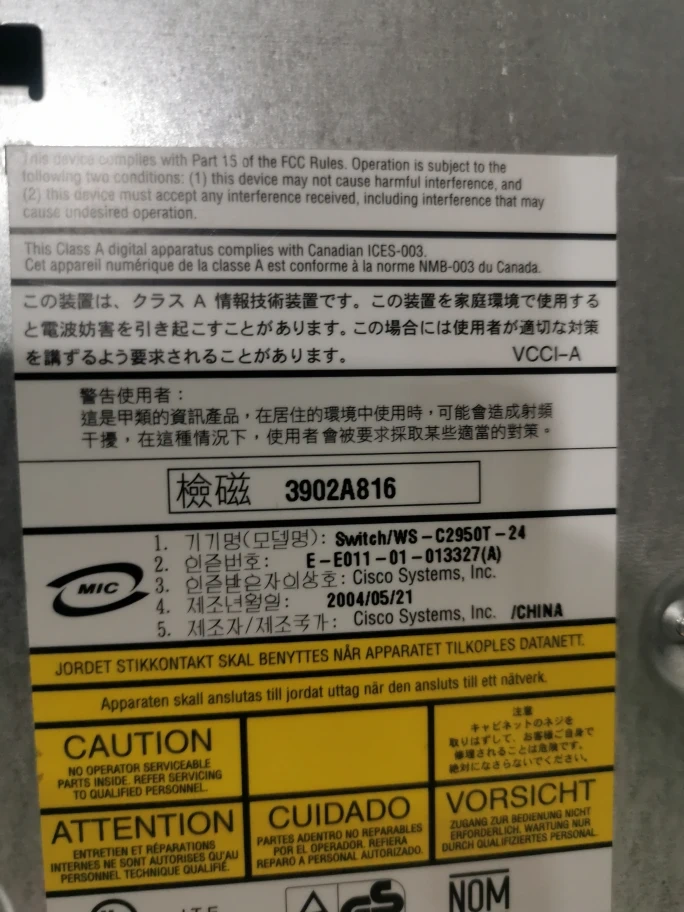 This device complies with Part 15 of the FCC Rules. Operation is subject to the
following two conditions: (1) this device may not cause harmful interference, and
(2) this device must accept any interference received, including interference that may
cause undesired operation.
This Class A digital apparatus complies with Canadian ICES-003.
Cet appareil numérique de la classe A est conforme à la norme NMB-003 du Canada.
この装置は、クラス A 情報技術装置です。この装置を家庭環境で使用する
と電波妨害を引き起こすことがあります。この場合には使用者が適切な対策
を講ずるよう要求されることがあります。 VCCI-A
警告使用者：
這是甲類的資訊產品，在居住的環境中使用時，可能會造成射頻
干擾，在這種情況下，使用者會被要求採取某些適當的對策。
檢磁 3902A816
MIC
1. 기기명(모델명): Switch/WS-C2950T-24
2. 인증번호: E-E011-01-013327(A)
3. 인증받은자의상호: Cisco Systems, Inc.
4. 제조년월일: 2004/05/21
5. 제조자/제조국가: Cisco Systems, Inc. /CHINA
JORDET STIKKONTAKT SKAL BENYTTES NÅR APPARATET TILKOPLES DATANETT.
Apparaten skall anslutas till jordat uttag när den ansluts till ett nätverk.
CAUTION
NO OPERATOR SERVICEABLE
PARTS INSIDE. REFER SERVICING
TO QUALIFIED PERSONNEL.
注意
キャビネットのネジを
取りはずして、お客様ご自身で
修理されることは危険です。
絶対になさらないでください。
ATTENTION
ENTRETIEN ET RÉPARATIONS
INTERNES NE SONT AUTORISÉS QU'AU
PERSONNEL TECHNIQUE QUALIFIÉ.
CUIDADO
PARTES ADENTRO NO REPARABLES
POR EL OPERADOR. REFIERA
REPARO A PERSONAL AUTORIZADO.
VORSICHT
ZUGANG ZUR BEDIENUNG NICHT
ERFORDERLICH. WARTUNG NUR
DURCH QUALIFIZIERTES PERSONAL.
GS
NOM